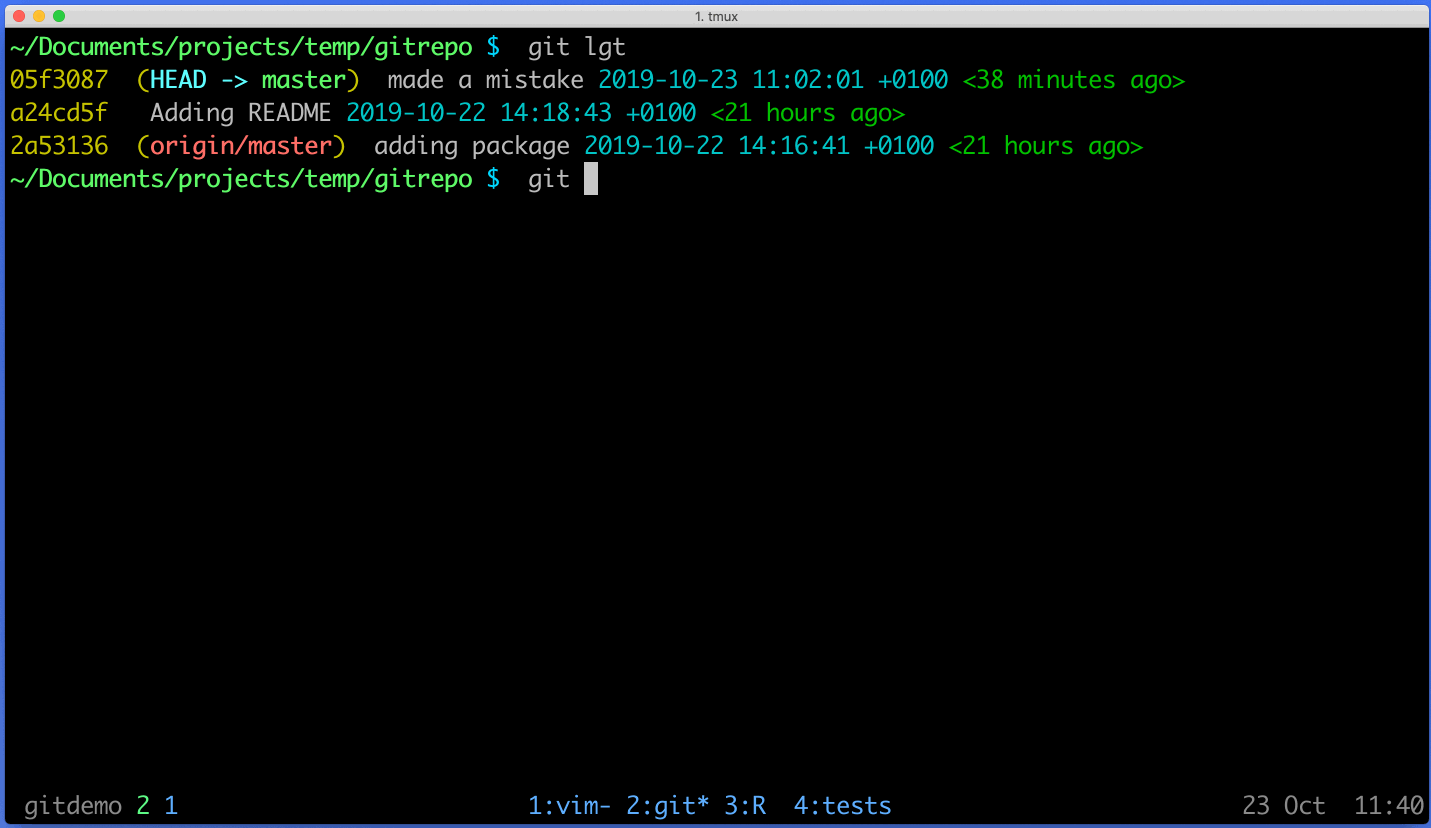 1. tmux
~/Documents/projects/temp/gitrepo $  git lgt
05f3087  (HEAD -> master)  made a mistake 2019-10-23 11:02:01 +0100 <38 minutes ago>
a24cd5f   Adding README 2019-10-22 14:18:43 +0100 <21 hours ago>
2a53136  (origin/master)  adding package 2019-10-22 14:16:41 +0100 <21 hours ago>
~/Documents/projects/temp/gitrepo $  git
gitdemo 2 1 1:vim- 2:git* 3:R  4:tests 23 Oct  11:40